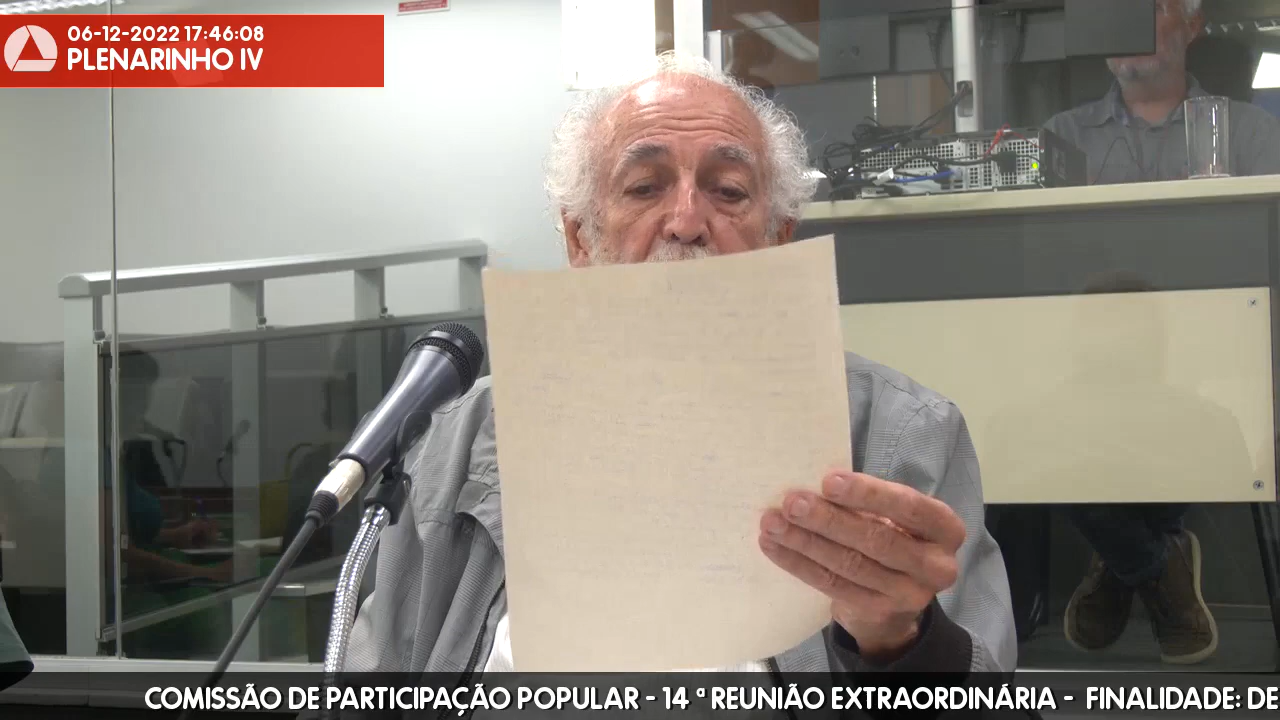 06-12-2022 17:46:08
PLENARINHO IV
COMISSÃO DE PARTICIPAÇÃO POPULAR - 14 ª REUNIÃO EXTRAORDINÁRIA - FINALIDADE: DE